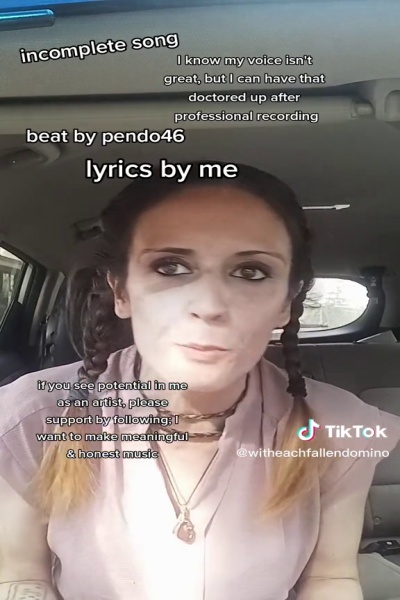 incomplete song
I know my voice isn't
great, but I can have that
doctored up after
professional recording
beat by pendo46
lyrics by me
if you see potential in me
as an artist, please
support by following; I
want to make meaningful
& honest music
TikTok
@witheachfallendomino